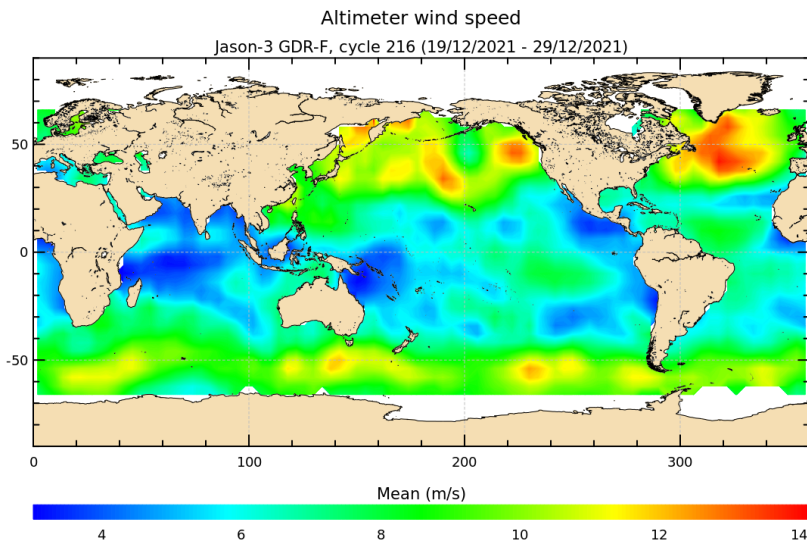 Altimeter wind speed
Jason-3 GDR-F, cycle 216 (19/12/2021 - 29/12/2021)
50
0
-50
0 100 200 300
Mean (m/s)
4 6 8 10 12 14